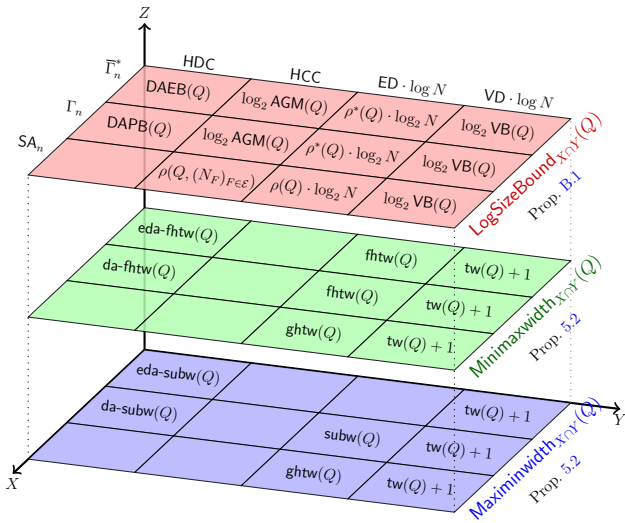 Z
HDC HCC ED · log N VD · log N
Γ̅*ₙ DAEB(Q) log₂ AGM(Q) ρ*(Q) · log₂ N log₂ VB(Q)
Γₙ DAPB(Q) log₂ AGM(Q) ρ*(Q) · log₂ N log₂ VB(Q)
SAₙ ρ(Q, (N_F)_{F∈ℰ}) ρ(Q) · log₂ N log₂ VB(Q)
LogSizeBound_{X∩Y}(Q)
Prop. B.1
eda-fhtw(Q) fhtw(Q) tw(Q) + 1
da-fhtw(Q) fhtw(Q) tw(Q) + 1
ghtw(Q) tw(Q) + 1
Minimaxwidth_{X∩Y}(Q)
Prop. 5.2
eda-subw(Q) tw(Q) + 1
da-subw(Q) subw(Q) tw(Q) + 1
ghtw(Q) tw(Q) + 1
Maximinwidth_{X∩Y}(Q)
Prop. 5.2
X
Y